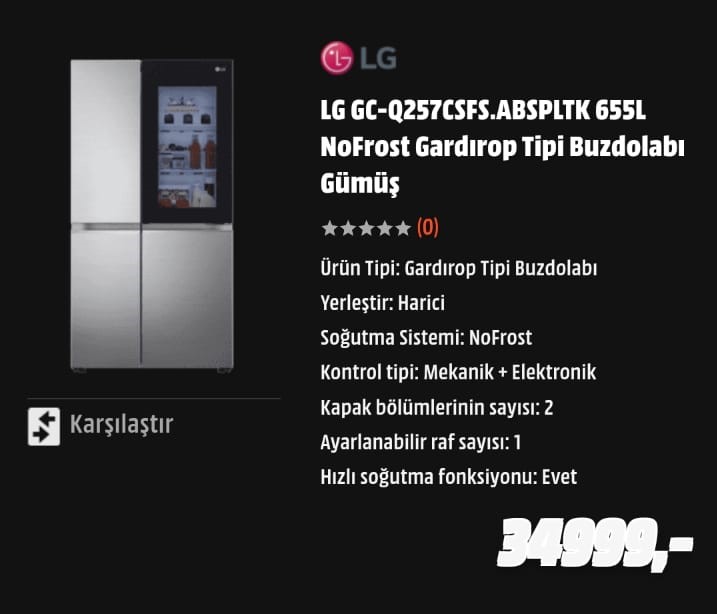 LG
LG GC-Q257CSFS.ABSPLTK 655L
NoFrost Gardırop Tipi Buzdolabı
Gümüş
(0)
Ürün Tipi: Gardırop Tipi Buzdolabı
Yerleştir: Harici
Soğutma Sistemi: NoFrost
Kontrol tipi: Mekanik + Elektronik
Kapak bölümlerinin sayısı: 2
Ayarlanabilir raf sayısı: 1
Hızlı soğutma fonksiyonu: Evet
Karşılaştır
34999,-